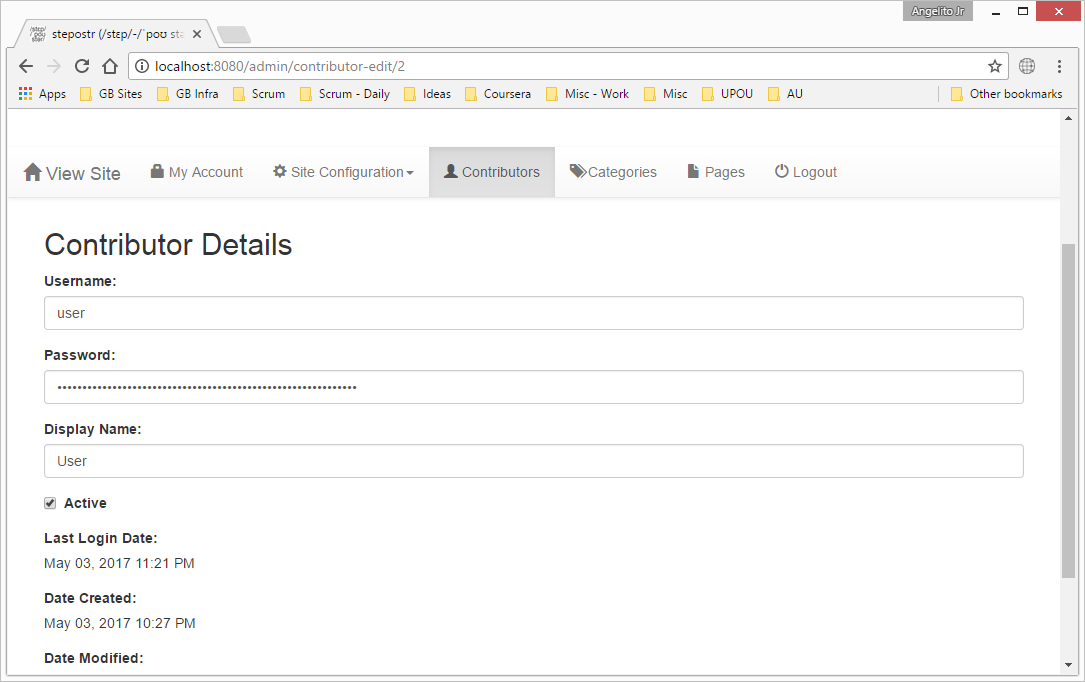 Angelito Jr
stepostr (/stɛp/-/ˈpoʊ sta
localhost:8080/admin/contributor-edit/2
Apps GB Sites GB Infra Scrum Scrum - Daily Ideas Coursera Misc - Work Misc UPOU AU Other bookmarks
View Site My Account Site Configuration Contributors Categories Pages Logout
Contributor Details
Username:
user
Password:
Display Name:
User
Active
Last Login Date:
May 03, 2017 11:21 PM
Date Created:
May 03, 2017 10:27 PM
Date Modified: